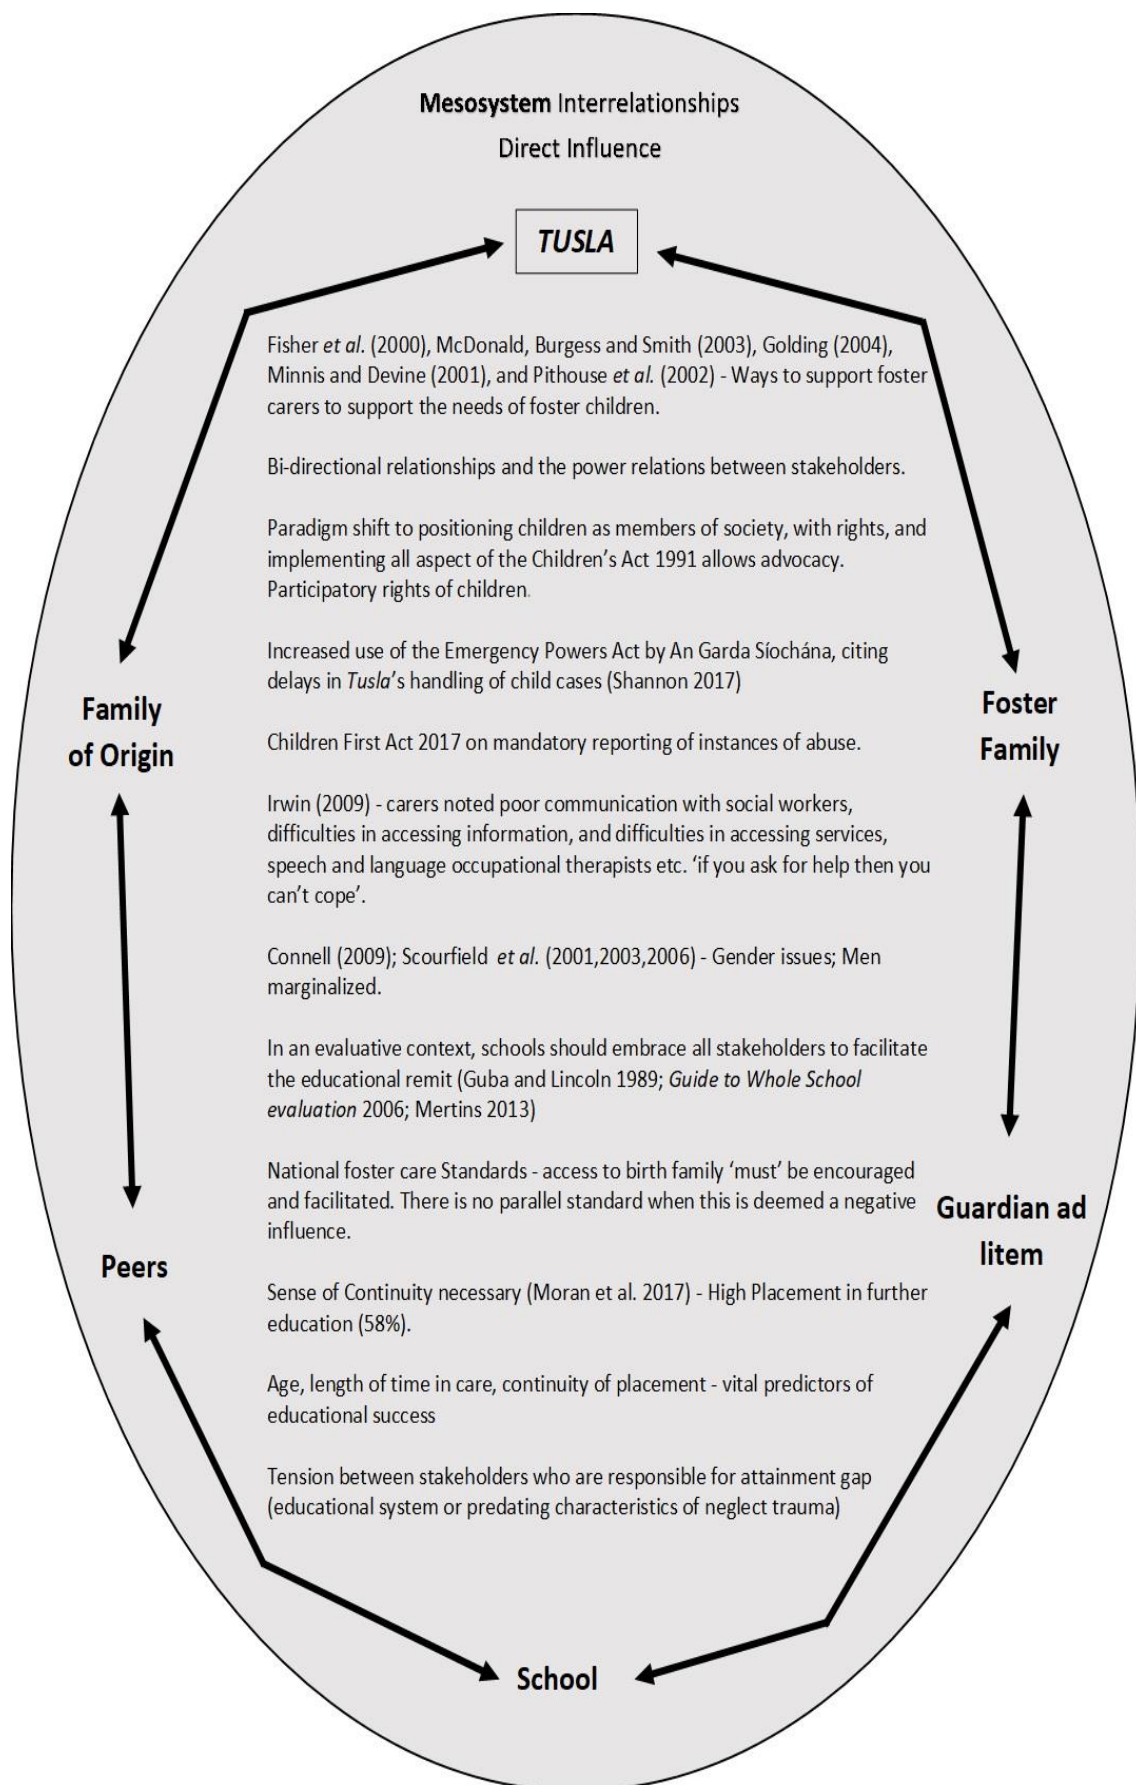 Mesosystem Interrelationships
Direct Influence
TUSLA
Fisher et al. (2000), McDonald, Burgess and Smith (2003), Golding (2004),
Minnis and Devine (2001), and Pithouse et al. (2002) - Ways to support foster
carers to support the needs of foster children.
Bi-directional relationships and the power relations between stakeholders.
Paradigm shift to positioning children as members of society, with rights, and
implementing all aspect of the Children's Act 1991 allows advocacy.
Participatory rights of children.
Increased use of the Emergency Powers Act by An Garda Síochána, citing
delays in Tusla's handling of child cases (Shannon 2017)
Family
of Origin
Foster
Family
Children First Act 2017 on mandatory reporting of instances of abuse.
Irwin (2009) - carers noted poor communication with social workers,
difficulties in accessing information, and difficulties in accessing services,
speech and language occupational therapists etc. ‘if you ask for help then you
can’t cope’.
Connell (2009); Scourfield et al. (2001,2003,2006) - Gender issues; Men
marginalized.
In an evaluative context, schools should embrace all stakeholders to facilitate
the educational remit (Guba and Lincoln 1989; Guide to Whole School
evaluation 2006; Mertins 2013)
National foster care Standards - access to birth family ‘must’ be encouraged
and facilitated. There is no parallel standard when this is deemed a negative
influence.
Peers
Guardian ad
litem
Sense of Continuity necessary (Moran et al. 2017) - High Placement in further
education (58%).
Age, length of time in care, continuity of placement - vital predictors of
educational success
Tension between stakeholders who are responsible for attainment gap
(educational system or predating characteristics of neglect trauma)
School